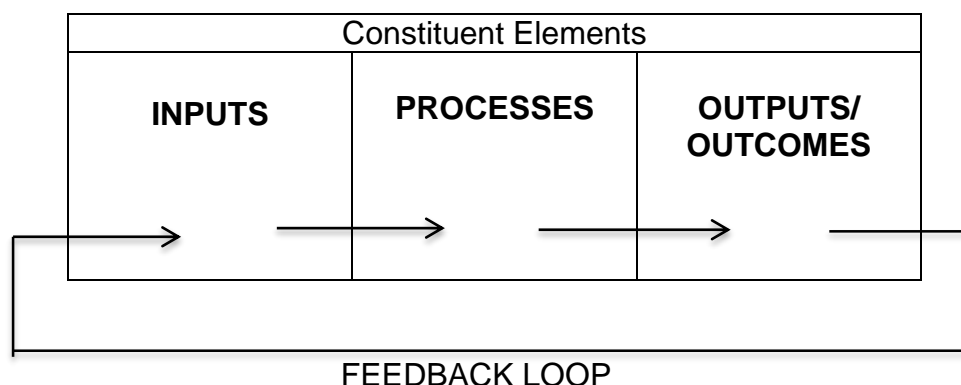 Constituent Elements
INPUTS
PROCESSES
OUTPUTS/
OUTCOMES
FEEDBACK LOOP